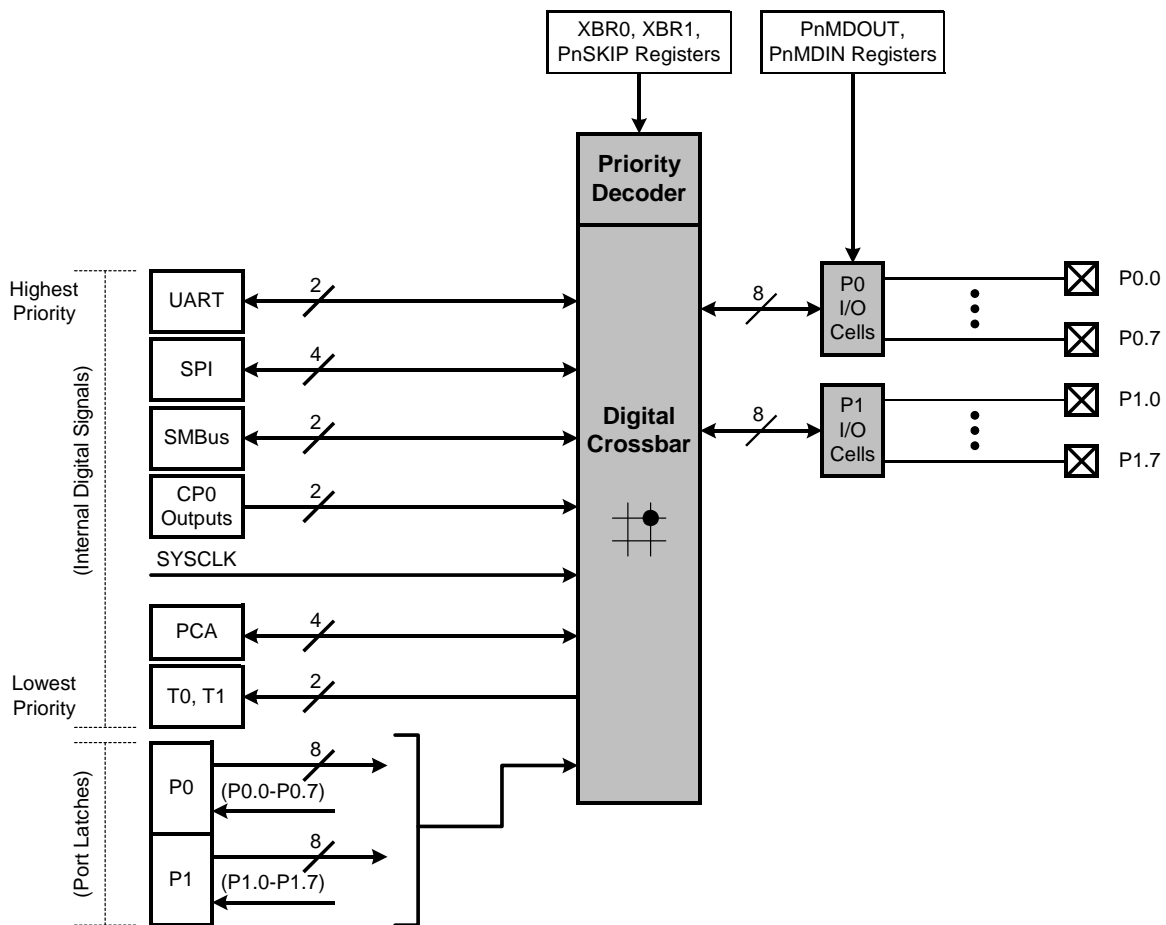 XBR0, XBR1,
PnSKIP Registers
PnMDOUT,
PnMDIN Registers
Priority
Decoder
Highest
Priority
(Internal Digital Signals)
UART
2
SPI
4
SMBus
2
CP0
Outputs
2
SYSCLK
PCA
4
Lowest
Priority
T0, T1
2
(Port Latches)
P0
8
(P0.0-P0.7)
P1
8
(P1.0-P1.7)
Digital
Crossbar
8
P0
I/O
Cells
P0.0
P0.7
8
P1
I/O
Cells
P1.0
P1.7